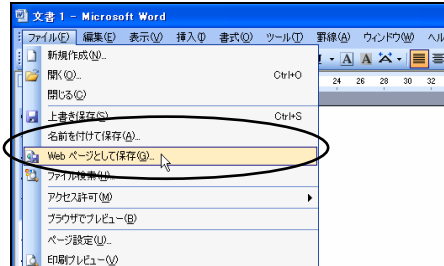 文書 1 - Microsoft Word
ファイル(F) 編集(E) 表示(V) 挿入(I) 書式(O) ツール(T) 罫線(A) ウィンドウ(W)
新規作成(N)...
開く(O)... Ctrl+O
閉じる(C)
上書き保存(S) Ctrl+S
名前を付けて保存(A)...
Web ページとして保存(G)...
ファイル検索(H)...
アクセス許可(M)
ブラウザでプレビュー(B)
ページ設定(U)...
印刷プレビュー(V)
A A
24 26 28 30 32